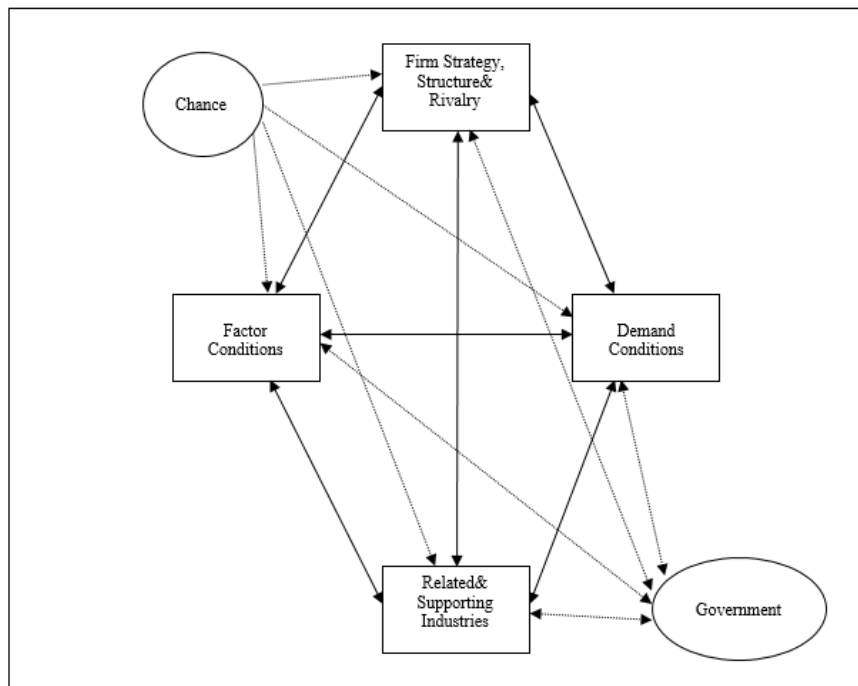 Firm Strategy,
Structure&
Rivalry
Chance
Factor
Conditions
Demand
Conditions
Related&
Supporting
Industries
Government